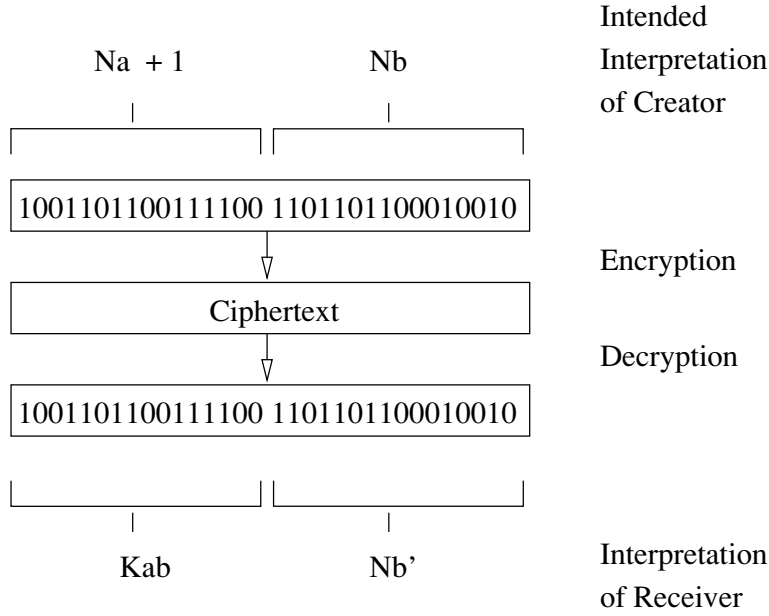 Intended
Interpretation
of Creator
Na + 1 Nb
1001101100111100 1101101100010010
Encryption
Ciphertext
Decryption
1001101100111100 1101101100010010
Kab Nb’
Interpretation
of Receiver